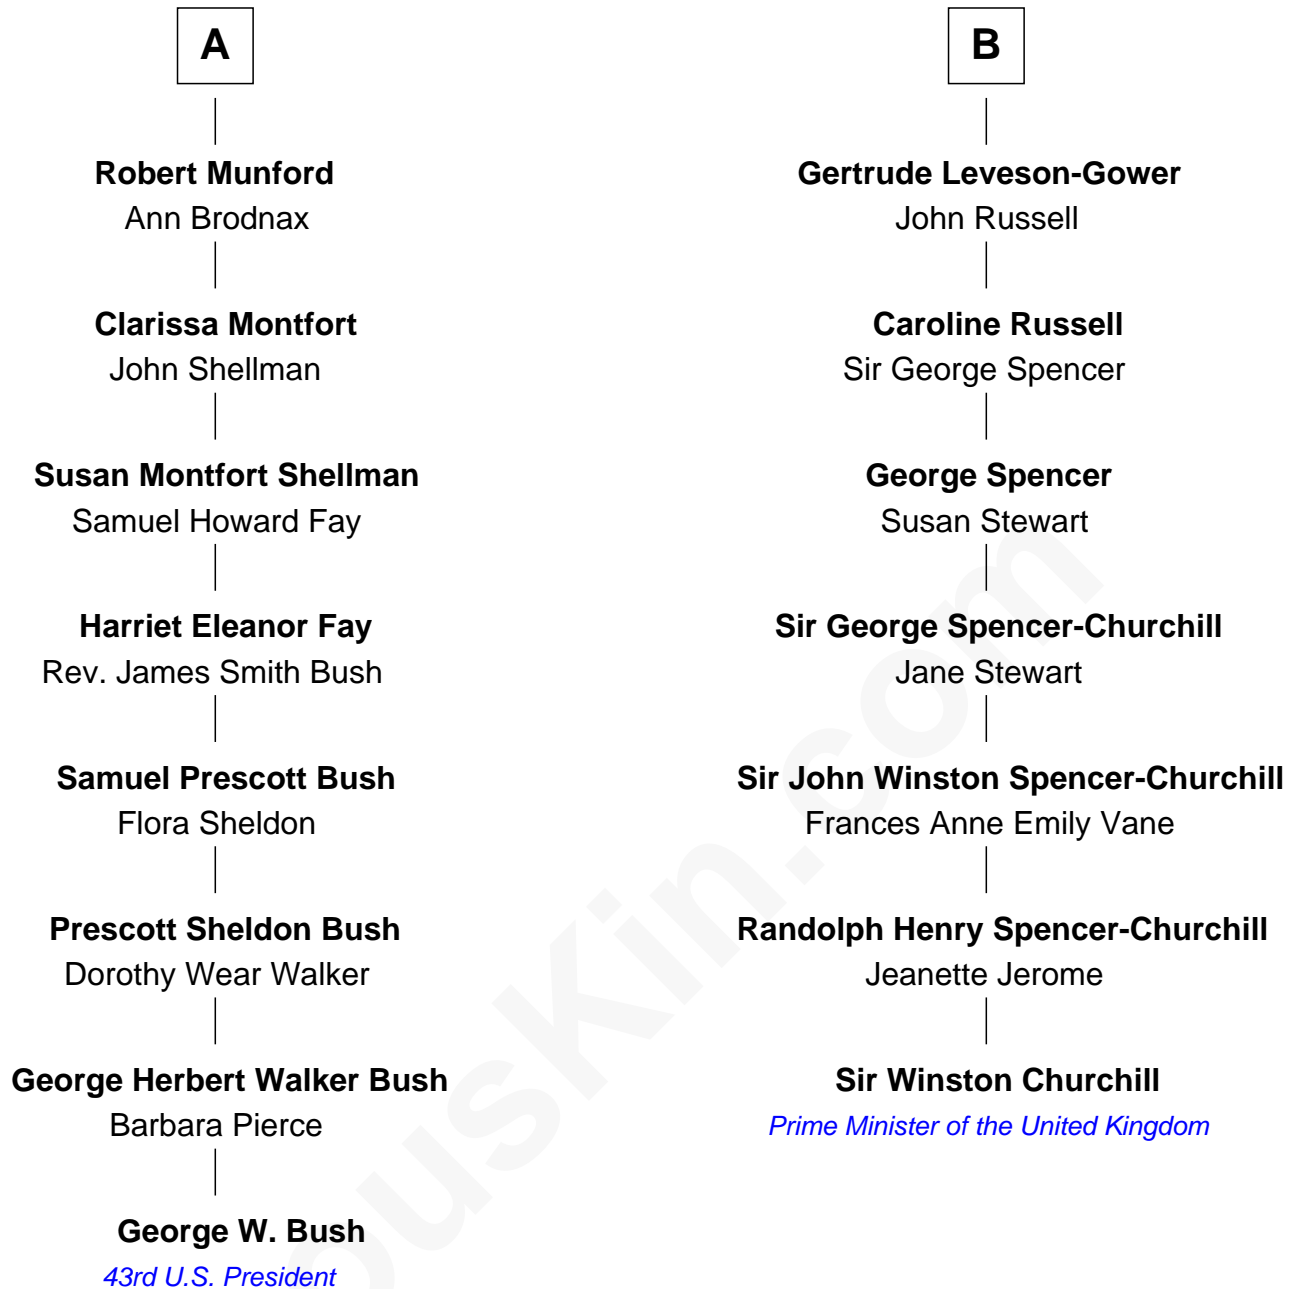 A
Robert Munford
Ann Brodnax
Clarissa Montfort
John Shellman
Susan Montfort Shellman
Samuel Howard Fay
Harriet Eleanor Fay
Rev. James Smith Bush
Samuel Prescott Bush
Flora Sheldon
Prescott Sheldon Bush
Dorothy Wear Walker
George Herbert Walker Bush
Barbara Pierce
George W. Bush
43rd U.S. President
B
Gertrude Leveson-Gower
John Russell
Caroline Russell
Sir George Spencer
George Spencer
Susan Stewart
Sir George Spencer-Churchill
Jane Stewart
Sir John Winston Spencer-Churchill
Frances Anne Emily Vane
Randolph Henry Spencer-Churchill
Jeanette Jerome
Sir Winston Churchill
Prime Minister of the United Kingdom
ousKin.com